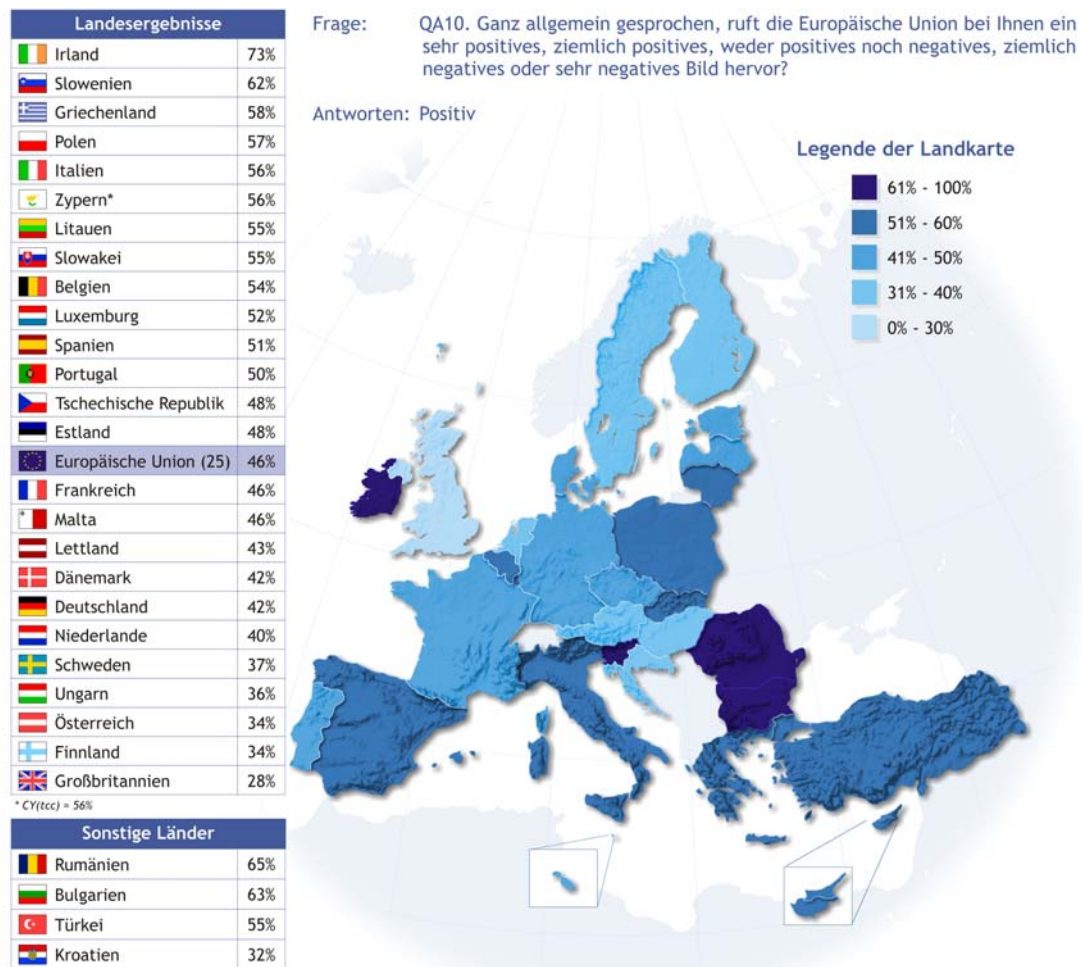 Landesergebnisse
Irland 73%
Slowenien 62%
Griechenland 58%
Polen 57%
Italien 56%
Zypern* 56%
Litauen 55%
Slowakei 55%
Belgien 54%
Luxemburg 52%
Spanien 51%
Portugal 50%
Tschechische Republik 48%
Estland 48%
Europäische Union (25) 46%
Frankreich 46%
Malta 46%
Lettland 43%
Dänemark 42%
Deutschland 42%
Niederlande 40%
Schweden 37%
Ungarn 36%
Österreich 34%
Finnland 34%
Großbritannien 28%
* CY(tcc) = 56%
Sonstige Länder
Rumänien 65%
Bulgarien 63%
Türkei 55%
Kroatien 32%
Frage: QA10. Ganz allgemein gesprochen, ruft die Europäische Union bei Ihnen ein
sehr positives, ziemlich positives, weder positives noch negatives, ziemlich
negatives oder sehr negatives Bild hervor?
Antworten: Positiv
Legende der Landkarte
61% - 100%
51% - 60%
41% - 50%
31% - 40%
0% - 30%